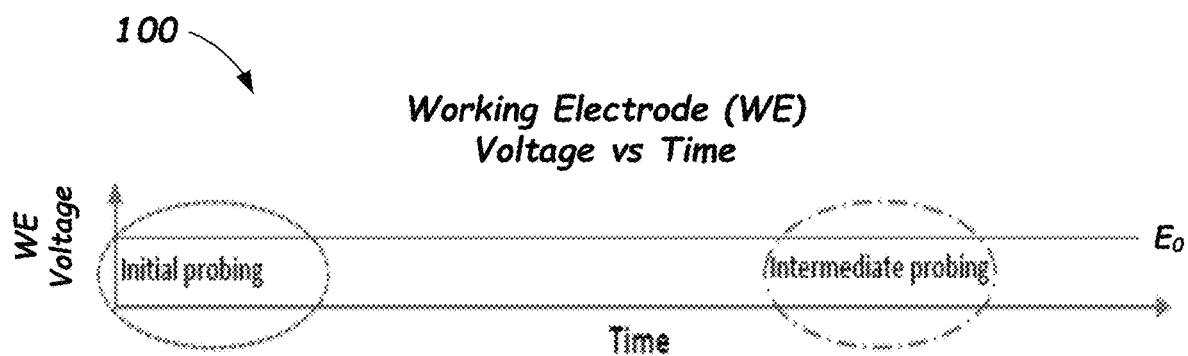 100
Working Electrode (WE)
Voltage vs Time
WE
Voltage
E₀
Initial probing
Intermediate probing
Time